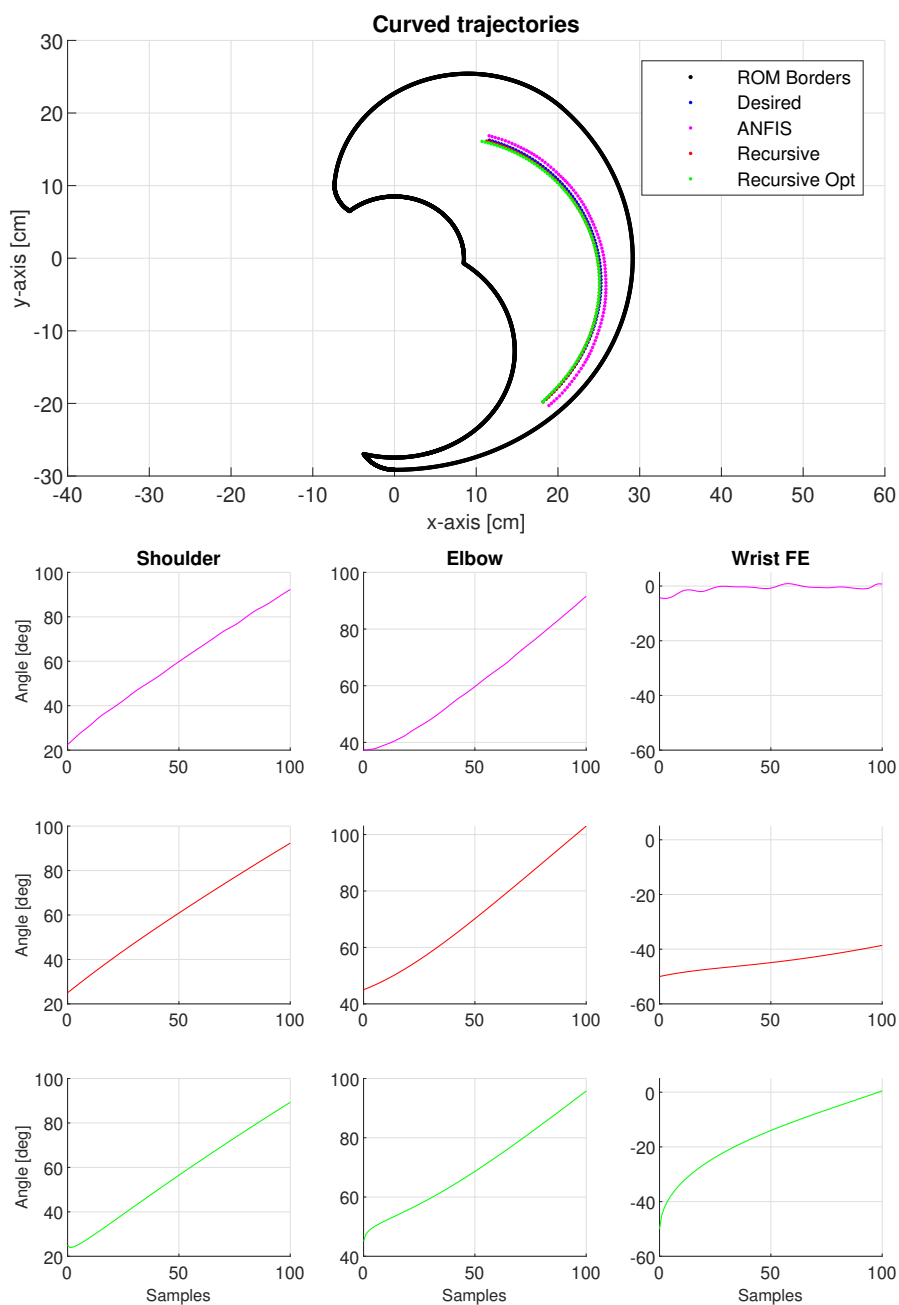 Curved trajectories
30
20
10
0
-10
-20
-30
y-axis [cm]
-40 -30 -20 -10 0 10 20 30 40 50 60
x-axis [cm]
ROM Borders
Desired
ANFIS
Recursive
Recursive Opt
Shoulder Elbow Wrist FE
Angle [deg]
100
80
60
40
20
0 50 100
80
60
40
0 50 100
0
-20
-40
-60
0 50 100
Angle [deg]
100
80
60
40
20
0 50 100
100
80
60
40
0 50 100
0
-20
-40
-60
0 50 100
Angle [deg]
100
80
60
40
20
0 50 100
Samples
100
80
60
40
0 50 100
Samples
0
-20
-40
-60
0 50 100
Samples